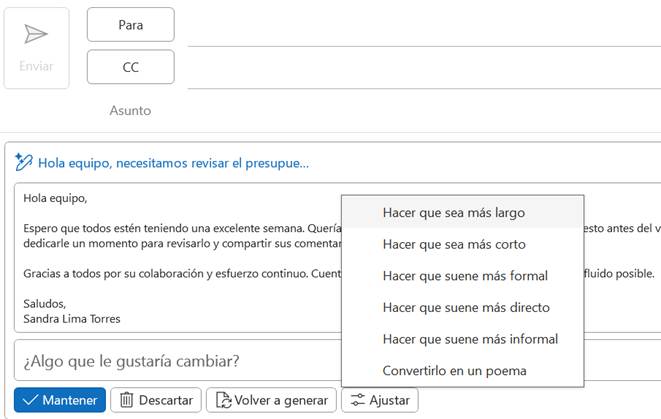 Enviar
Para
CC
Asunto
Hola equipo, necesitamos revisar el presupue...
Hola equipo,
Espero que todos estén teniendo una excelente semana. Quería
esto antes del v
dedicarle un momento para revisarlo y compartir sus comentar
Gracias a todos por su colaboración y esfuerzo continuo. Cuent
fluido posible.
Saludos,
Sandra Lima Torres
Hacer que sea más largo
Hacer que sea más corto
Hacer que suene más formal
Hacer que suene más directo
Hacer que suene más informal
Convertirlo en un poema
¿Algo que le gustaría cambiar?
Mantener
Descartar
Volver a generar
Ajustar